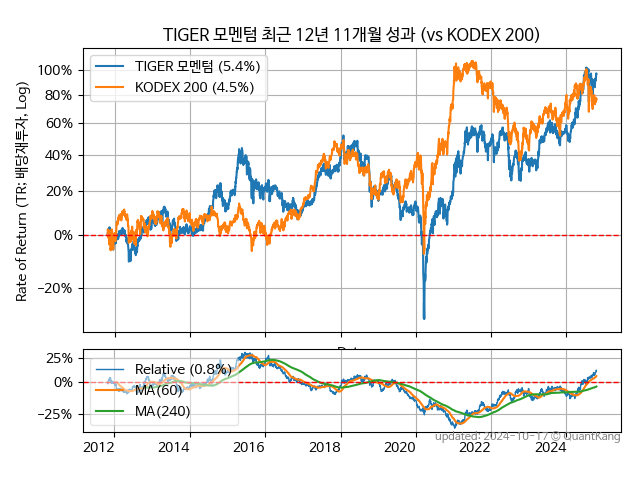 TIGER 모멘텀 최근 12년 11개월 성과 (vs KODEX 200)
Rate of Return (TR: 배당재투자, Log)
100%
80%
60%
40%
20%
0%
−20%
TIGER 모멘텀 (5.4%)
KODEX 200 (4.5%)
25%
0%
−25%
Relative (0.8%)
MA(60)
MA(240)
2012
2014
2016
2018
2020
2022
2024
updated: 2024-10-17 © QuantKang